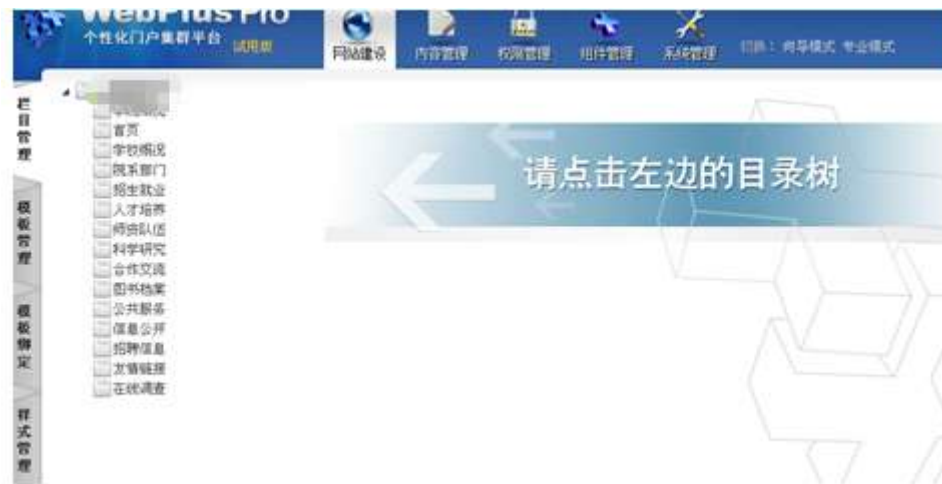 WebPlus Pro
个性化门户集群平台 试用版
网站建设 内容管理 权限管理 组件管理 系统管理 切换：向导模式 专业模式
栏目管理
模板管理
模板绑定
样式管理
首页
学校概况
院系部门
招生就业
人才培养
师资队伍
科学研究
合作交流
图书档案
公共服务
信息公开
招聘信息
友情链接
在线调查
请点击左边的目录树